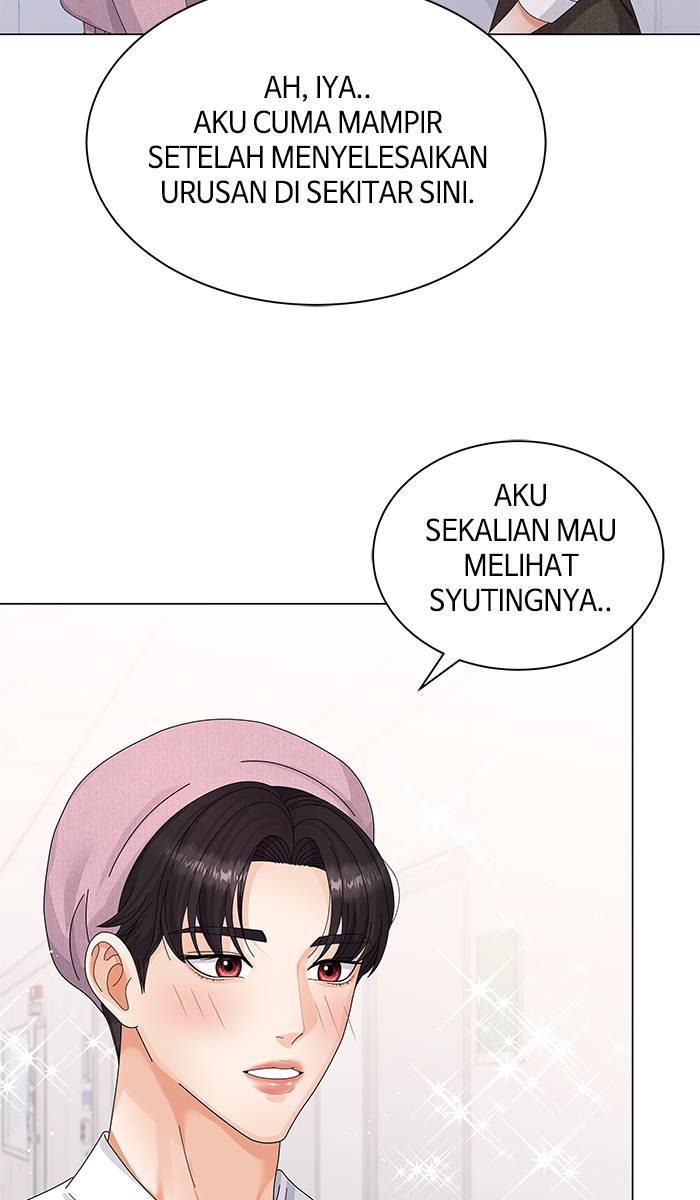 AH, IYA..
AKU CUMA MAMPIR
SETELAH MENYELESAIKAN
URUSAN DI SEKITAR SINI.
AKU
SEKALIAN MAU
MELIHAT
SYUTINGNYA..